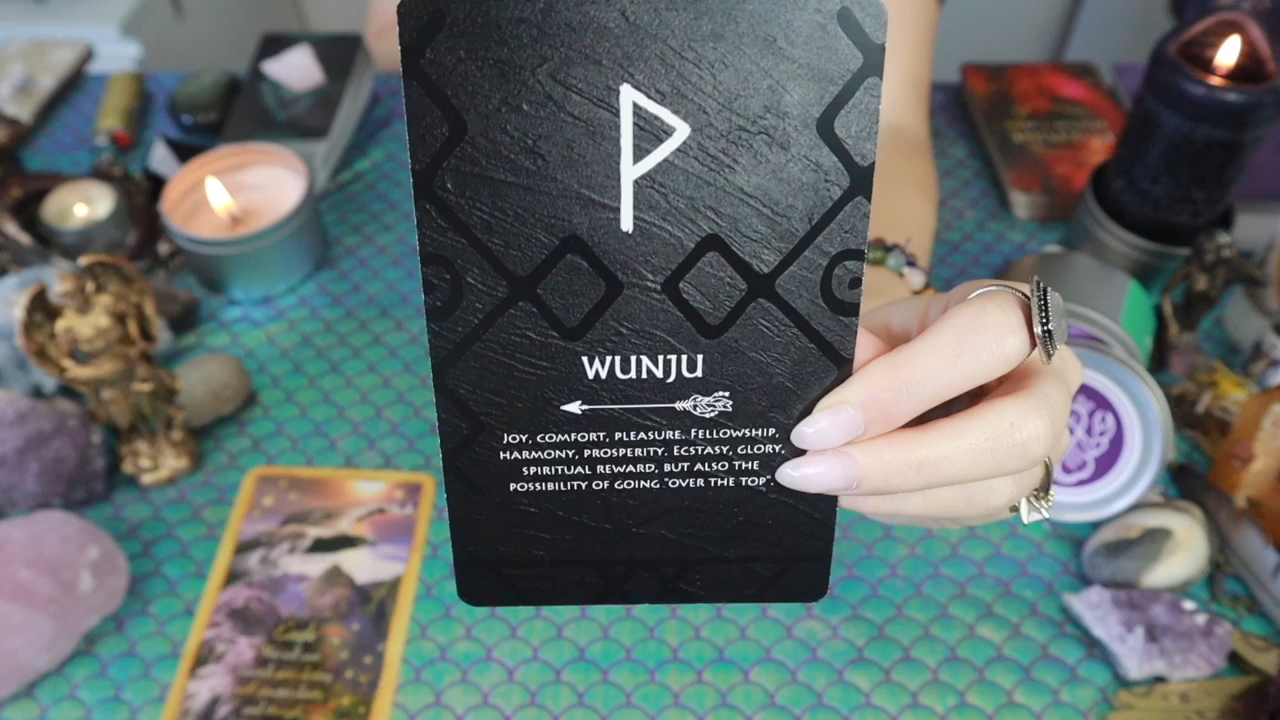 ᚹ
WUNJU
JOY, COMFORT, PLEASURE. FELLOWSHIP,
HARMONY, PROSPERITY. ECSTASY, GLORY,
SPIRITUAL REWARD, BUT ALSO THE
POSSIBILITY OF GOING "OVER THE TOP".